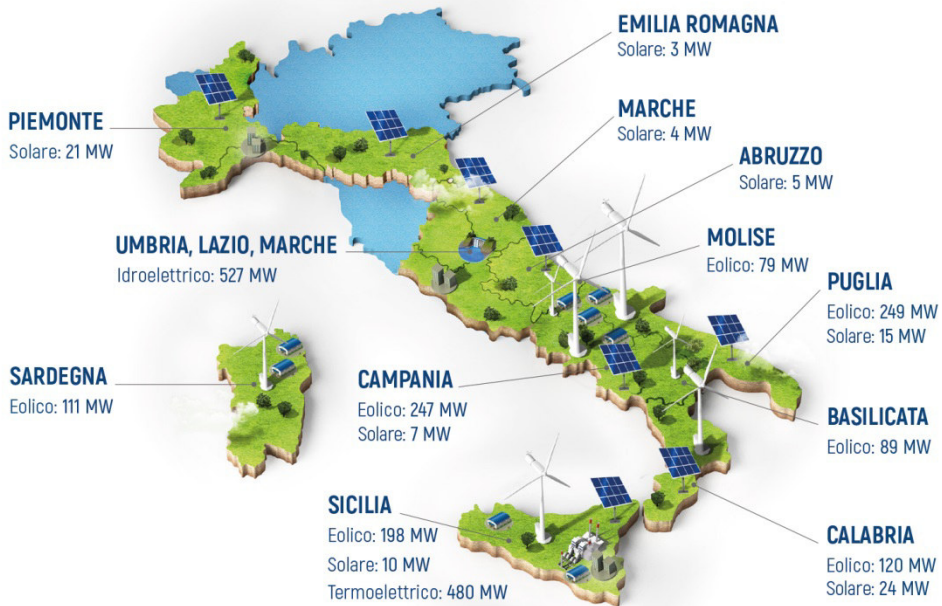 EMILIA ROMAGNA
Solare: 3 MW
PIEMONTE
Solare: 21 MW
MARCHE
Solare: 4 MW
ABRUZZO
Solare: 5 MW
UMBRIA, LAZIO, MARCHE
Idroelettrico: 527 MW
MOLISE
Eolico: 79 MW
PUGLIA
Eolico: 249 MW
Solare: 15 MW
SARDEGNA
Eolico: 111 MW
CAMPANIA
Eolico: 247 MW
Solare: 7 MW
BASILICATA
Eolico: 89 MW
SICILIA
Eolico: 198 MW
Solare: 10 MW
Termoelettrico: 480 MW
CALABRIA
Eolico: 120 MW
Solare: 24 MW